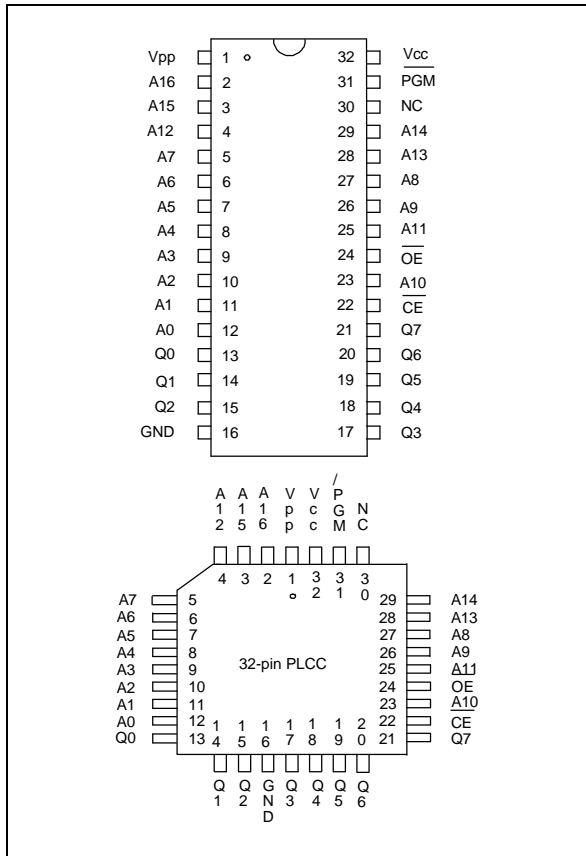 Vpp 1 32 Vcc
A16 2 31 PGM
A15 3 30 NC
A12 4 29 A14
A7 5 28 A13
A6 6 27 A8
A5 7 26 A9
A4 8 25 A11
A3 9 24 OE
A2 10 23 A10
A1 11 22 CE
A0 12 21 Q7
Q0 13 20 Q6
Q1 14 19 Q5
Q2 15 18 Q4
GND 16 17 Q3
A12 A15 A16 Vpp Vcc /PGM NC
4 3 2 1 32 31 30
A7 5 29 A14
A6 6 28 A13
A5 7 27 A8
A4 8 26 A9
A3 9 32-pin PLCC 25 A11
A2 10 24 OE
A1 11 23 A10
A0 12 22 CE
Q0 13 21 Q7
14 15 16 17 18 19 20
Q1 Q2 GND Q3 Q4 Q5 Q6